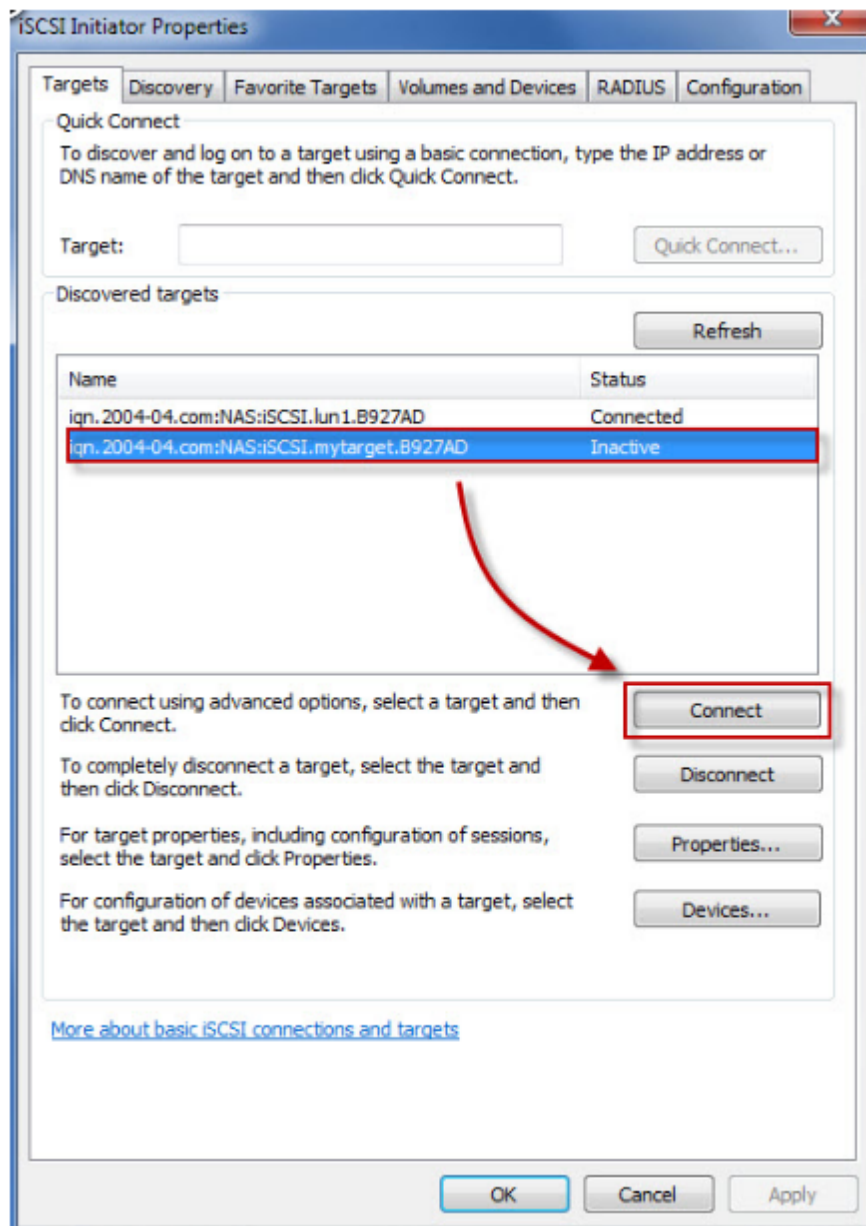 iSCSI Initiator Properties
Targets Discovery Favorite Targets Volumes and Devices RADIUS Configuration
Quick Connect
To discover and log on to a target using a basic connection, type the IP address or
DNS name of the target and then click Quick Connect.
Target:
Quick Connect...
Discovered targets
Refresh
Name Status
iqn.2004-04.com:NAS:iSCSI.lun1.B927AD Connected
iqn.2004-04.com:NAS:iSCSI.mytarget.B927AD Inactive
To connect using advanced options, select a target and then
click Connect.
Connect
To completely disconnect a target, select the target and
then click Disconnect.
Disconnect
For target properties, including configuration of sessions,
select the target and click Properties.
Properties...
For configuration of devices associated with a target, select
the target and then click Devices.
Devices...
More about basic iSCSI connections and targets
OK Cancel Apply